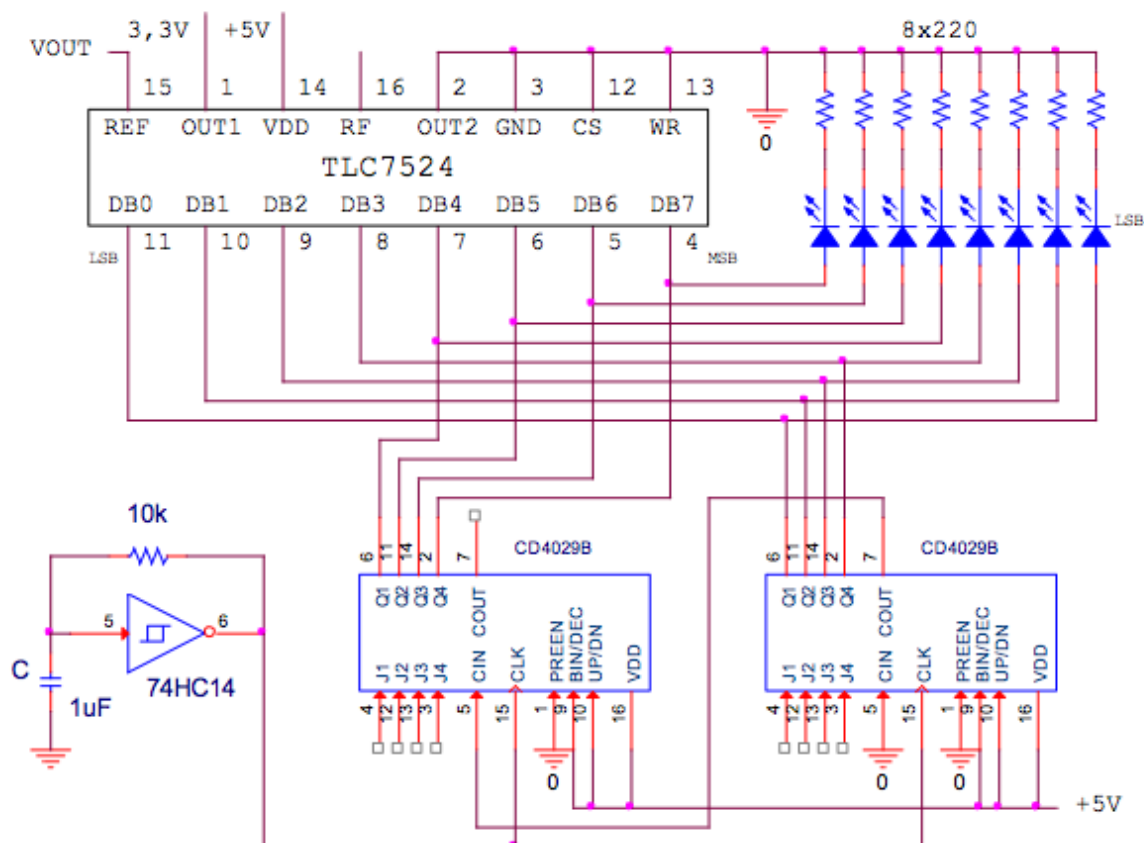 3,3V +5V 8x220
VOUT
15 1 14 16 2 3 12 13
REF OUT1 VDD RF OUT2 GND CS WR
0
TLC7524
DB0 DB1 DB2 DB3 DB4 DB5 DB6 DB7
LSB
11 10 9 8 7 6 5 4
LSB MSB
10k
6 11 14 2 7
CD4029B
6 11 14 2 7
CD4029B
Q1 Q2 Q3 Q4 COUT
Q1 Q2 Q3 Q4 COUT
5 6
74HC14
C
1uF
J1 J2 J3 J4 CIN CLK PREEN BIN/DEC UP/DN VDD
J1 J2 J3 J4 CIN CLK PREEN BIN/DEC UP/DN VDD
4 12 13 3 5 15 1 9 10 16
4 12 13 3 5 15 1 9 10 16
0
0 0
+5V